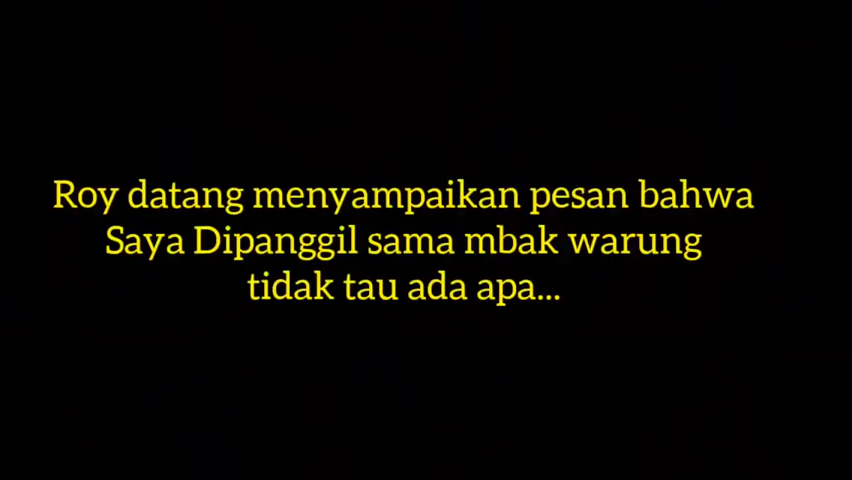 Roy datang menyampaikan pesan bahwa
Saya Dipanggil sama mbak warung
tidak tau ada apa...